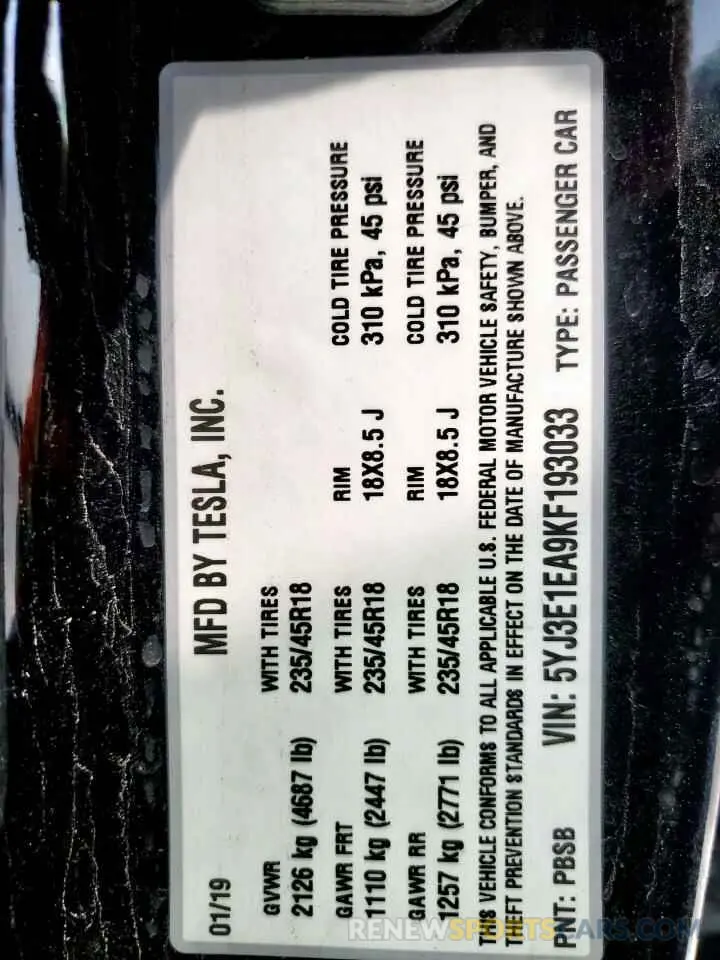 MFD BY TESLA, INC.
01/19
GVWR WITH TIRES
2126 kg (4687 lb) 235/45R18
GAWR FRT WITH TIRES RIM COLD TIRE PRESSURE
1110 kg (2447 lb) 235/45R18 18X8.5 J 310 kPa, 45 psi
GAWR RR WITH TIRES RIM COLD TIRE PRESSURE
1257 kg (2771 lb) 235/45R18 18X8.5 J 310 kPa, 45 psi
THIS VEHICLE CONFORMS TO ALL APPLICABLE U.S. FEDERAL MOTOR VEHICLE SAFETY, BUMPER, AND
THEFT PREVENTION STANDARDS IN EFFECT ON THE DATE OF MANUFACTURE SHOWN ABOVE.
PNT: PBSB VIN: 5YJ3E1EA9KF193033 TYPE: PASSENGER CAR
RENEWSPORTSCARS.COM